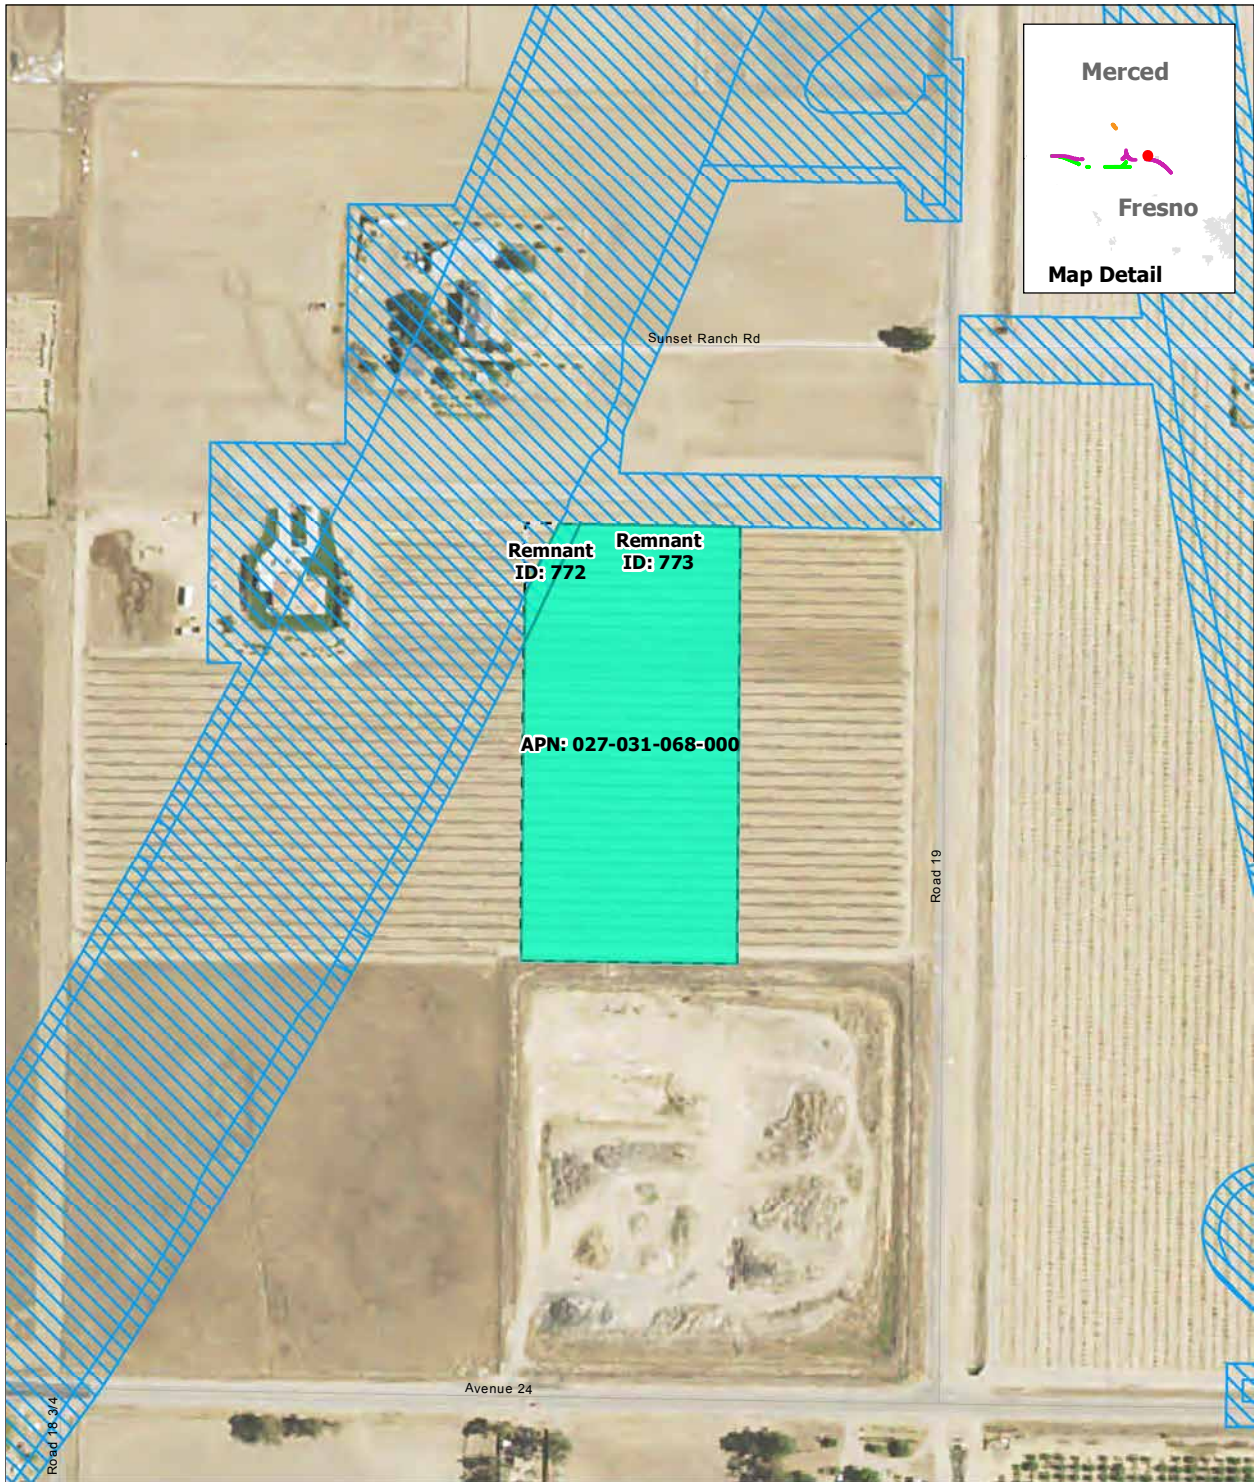 Merced
Fresno
Map Detail
Sunset Ranch Rd
Remnant
ID: 772
Remnant
ID: 773
APN: 027-031-068-000
Road 19
Avenue 24
Road 18 3/4